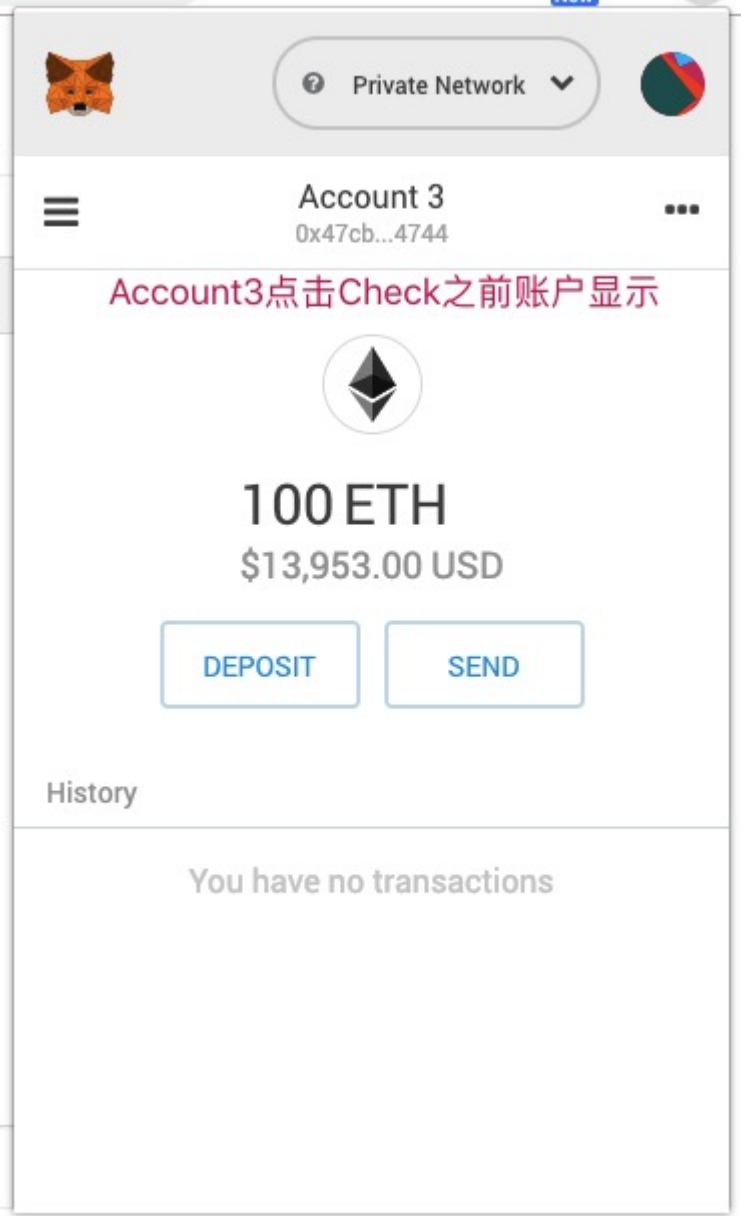 New
Private Network
Account 3
0x47cb...4744
Account3点击Check之前账户显示
100 ETH
$13,953.00 USD
DEPOSIT
SEND
History
You have no transactions